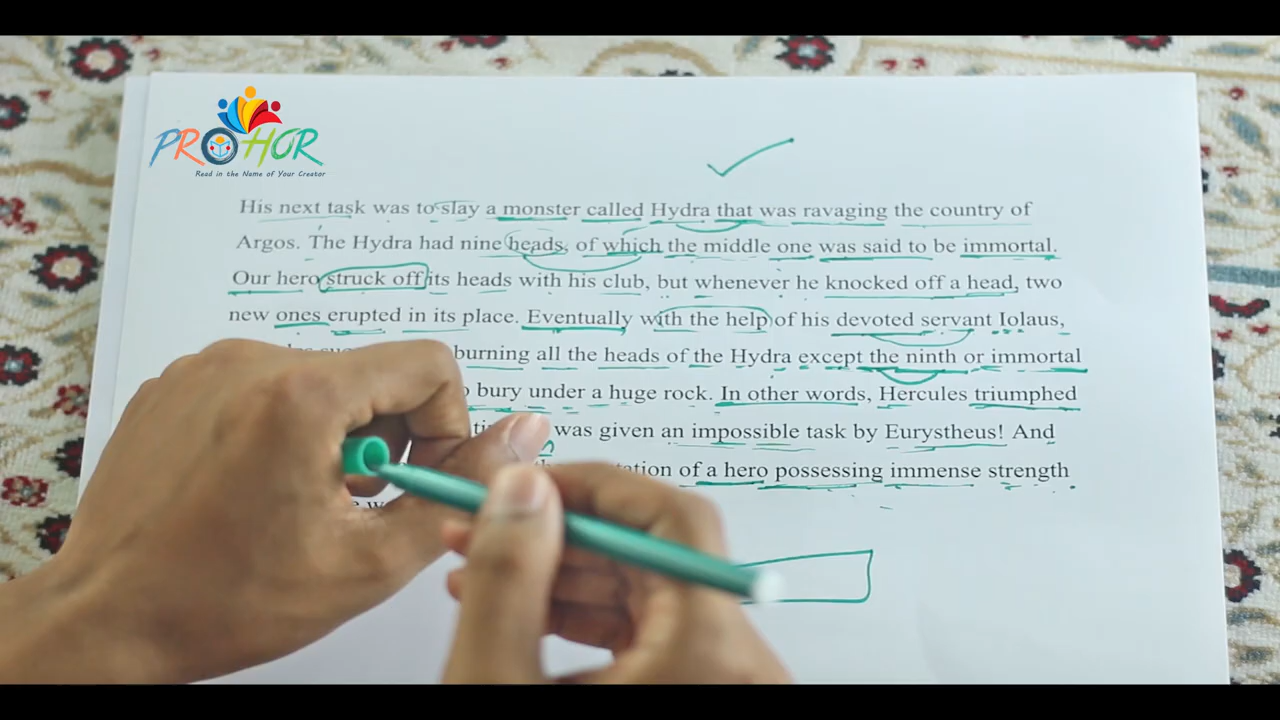 PROHOR
Read in the Name of Your Creator
His next task was to slay a monster called Hydra that was ravaging the country of
Argos. The Hydra had nine heads, of which the middle one was said to be immortal.
Our hero struck off its heads with his club, but whenever he knocked off a head, two
new ones erupted in its place. Eventually with the help of his devoted servant Iolaus,
burning all the heads of the Hydra except the ninth or immortal
bury under a huge rock. In other words, Hercules triumphed
was given an impossible task by Eurystheus! And
of a hero possessing immense strength